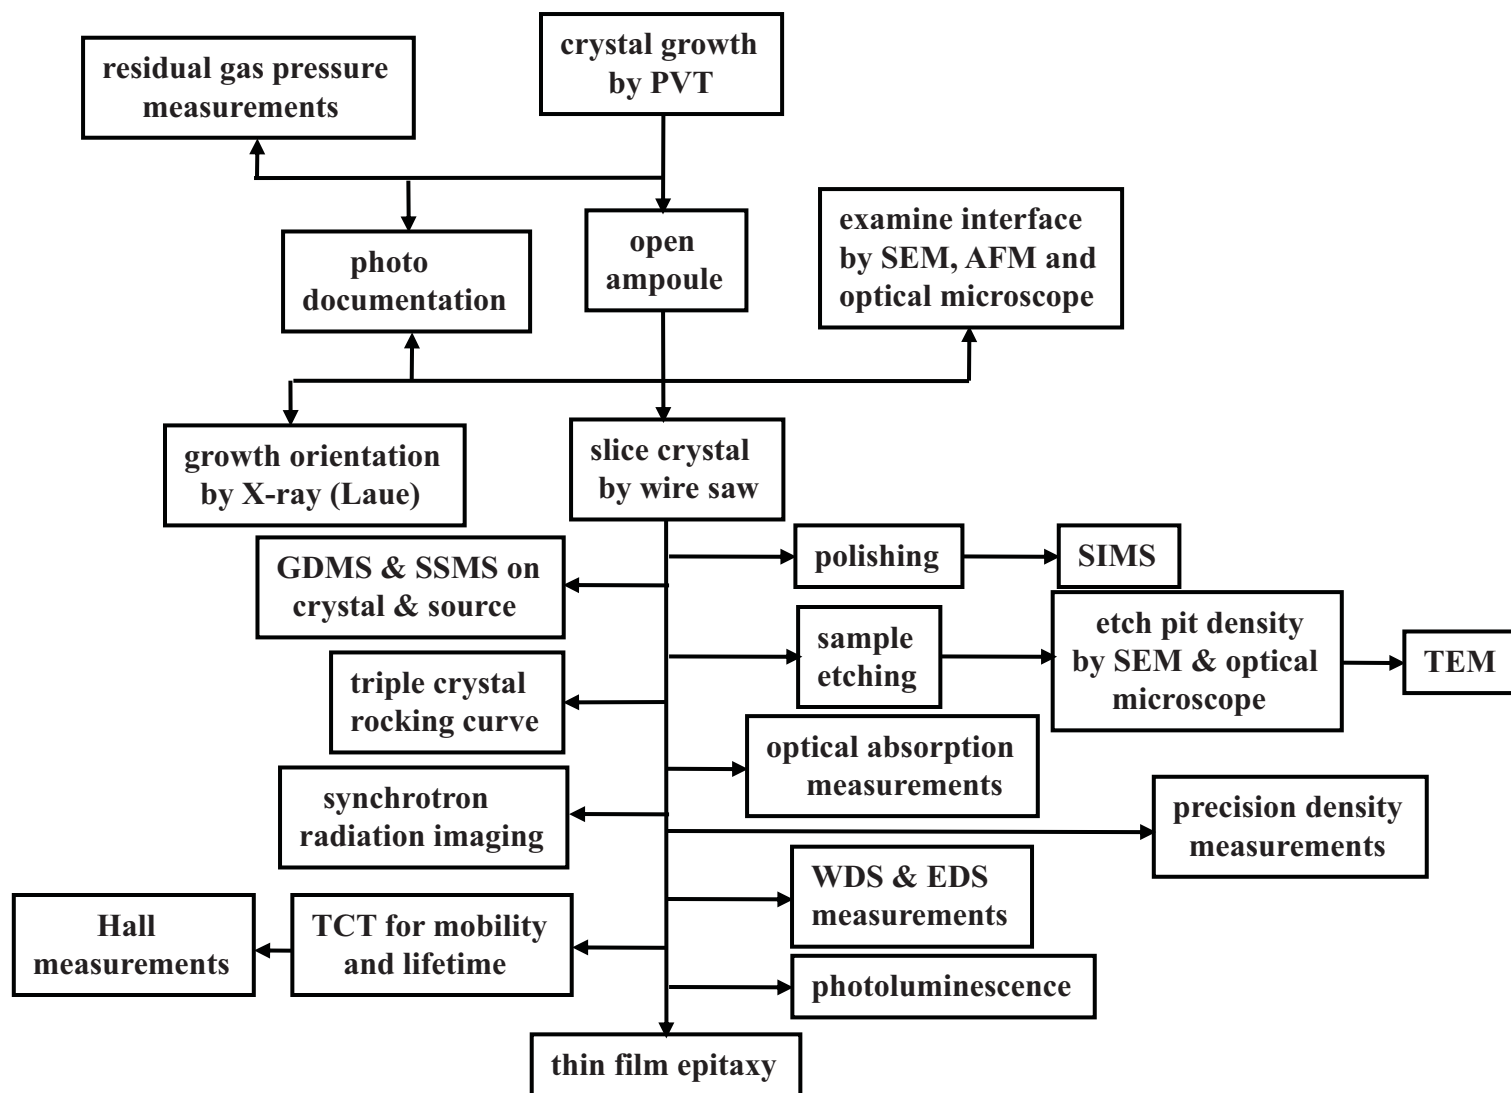 crystal growth
by PVT
residual gas pressure
measurements
examine interface
by SEM, AFM and
optical microscope
photo
documentation
open
ampoule
growth orientation
by X-ray (Laue)
slice crystal
by wire saw
GDMS & SSMS on
crystal & source
polishing
SIMS
sample
etching
etch pit density
by SEM & optical
microscope
TEM
triple crystal
rocking curve
optical absorption
measurements
synchrotron
radiation imaging
precision density
measurements
WDS & EDS
measurements
Hall
measurements
TCT for mobility
and lifetime
photoluminescence
thin film epitaxy